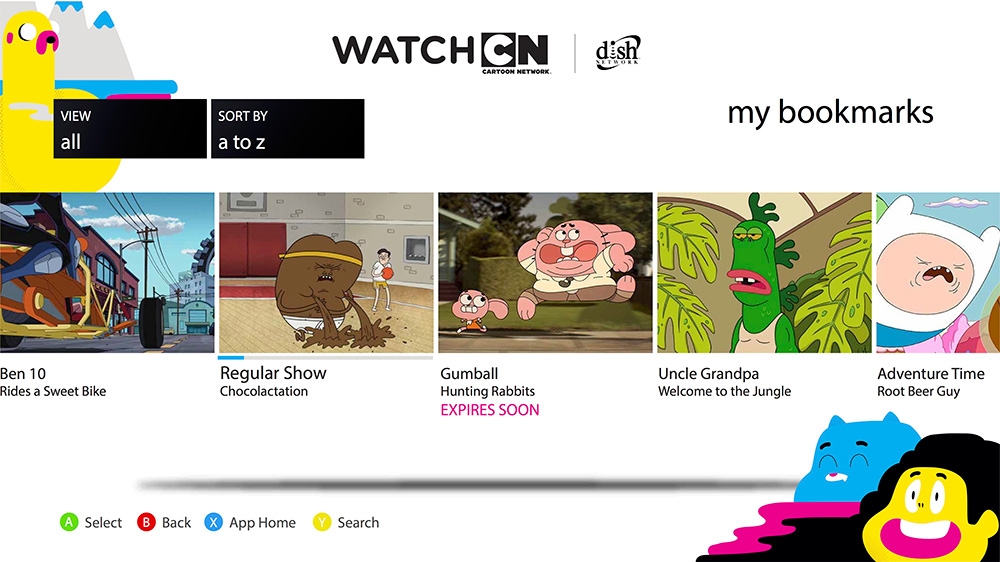 WATCH CN
CARTOON NETWORK.
dish
NETWORK
VIEW
all
SORT BY
a to z
my bookmarks
Ben 10
Rides a Sweet Bike
Regular Show
Chocolactation
Gumball
Hunting Rabbits
EXPIRES SOON
Uncle Grandpa
Welcome to the Jungle
Adventure Time
Root Beer Guy
A Select
B Back
X App Home
Y Search